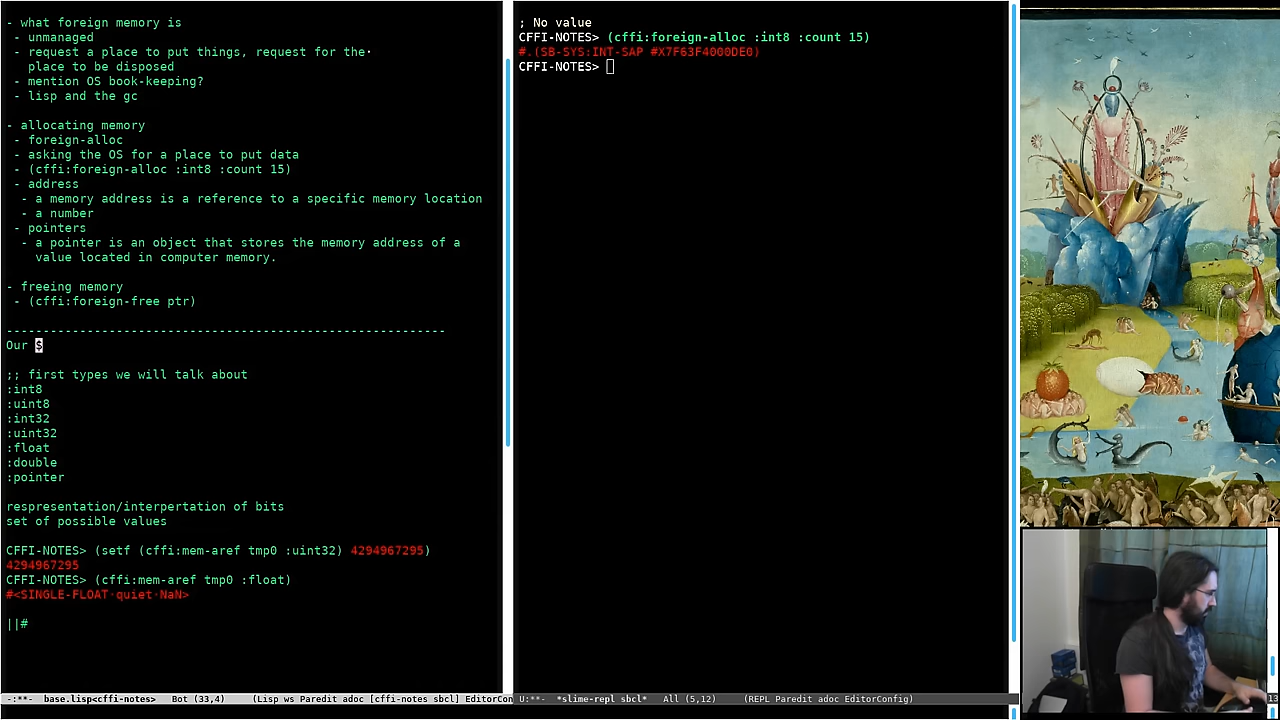 - what foreign memory is
- unmanaged
- request a place to put things, request for the·
place to be disposed
- mention OS book-keeping?
- lisp and the gc
- allocating memory
- foreign-alloc
- asking the OS for a place to put data
- (cffi:foreign-alloc :int8 :count 15)
- address
- a memory address is a reference to a specific memory location
- a number
- pointers
- a pointer is an object that stores the memory address of a
value located in computer memory.
- freeing memory
- (cffi:foreign-free ptr)
------------------------------------------------------------
Our $
;; first types we will talk about
:int8
:uint8
:int32
:uint32
:float
:double
:pointer
respresentation/interpertation of bits
set of possible values
CFFI-NOTES> (setf (cffi:mem-aref tmp0 :uint32) 4294967295)
4294967295
CFFI-NOTES> (cffi:mem-aref tmp0 :float)
#<SINGLE-FLOAT·quiet·NaN>
||#
-:**- base.lisp<cffi-notes> Bot (33,4) (Lisp ws Paredit adoc [cffi-notes sbcl] EditorCon
; No value
CFFI-NOTES> (cffi:foreign-alloc :int8 :count 15)
#.(SB-SYS:INT-SAP #X7F63F4000DE0)
CFFI-NOTES>
U:**- *slime-repl sbcl* All (5,12) (REPL Paredit adoc EditorConfig)